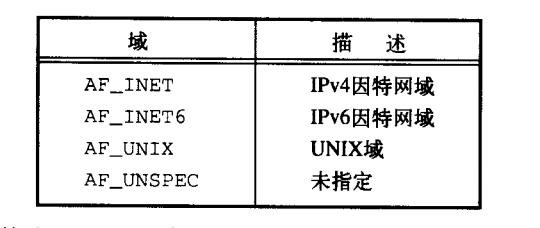 域 描 述
AF_INET IPv4因特网域
AF_INET6 IPv6因特网域
AF_UNIX UNIX域
AF_UNSPEC 未指定